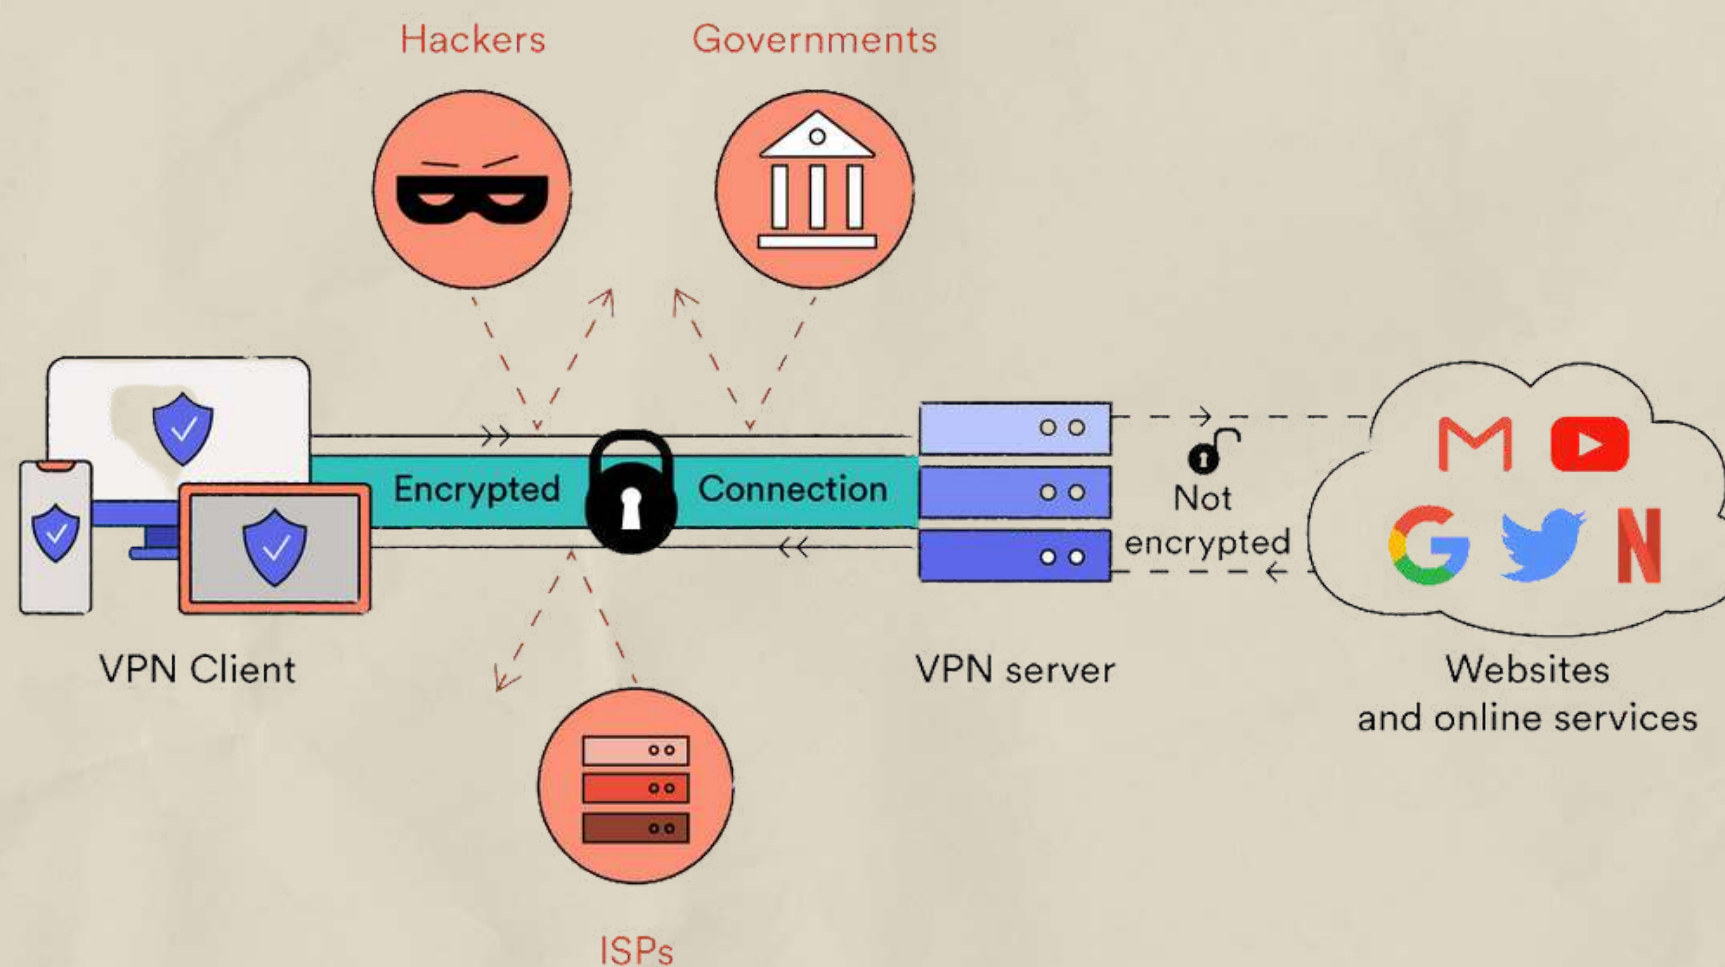 Hackers
Governments
Encrypted
Connection
Not
encrypted
VPN Client
VPN server
Websites
and online services
ISPs